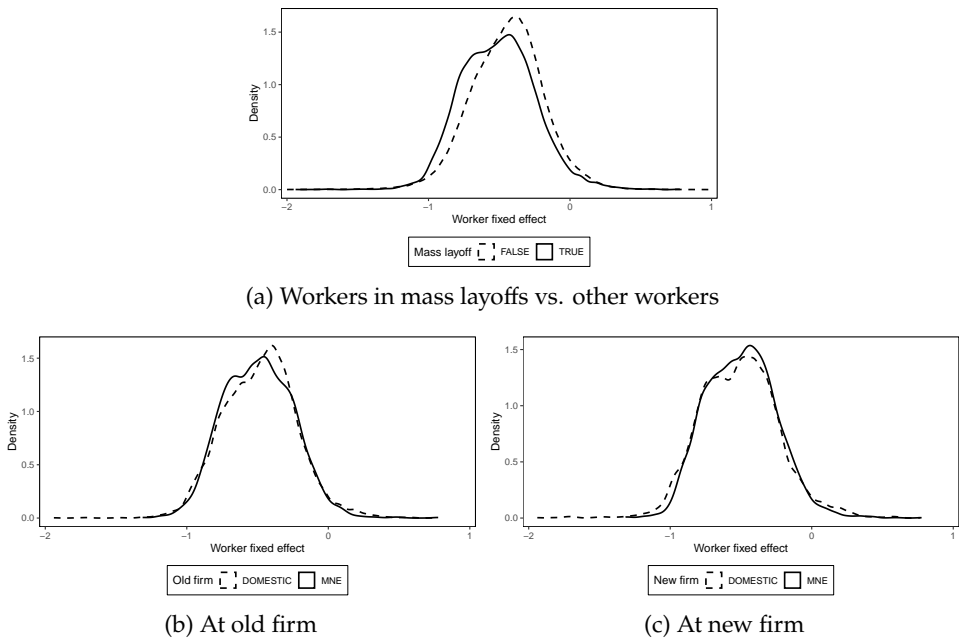 1.5
1.0
0.5
0.0
Density
−2 −1 0 1
Worker fixed effect
Mass layoff FALSE TRUE
(a) Workers in mass layoffs vs. other workers
1.5
1.0
0.5
0.0
Density
−2 −1 0 1
Worker fixed effect
Old firm DOMESTIC MNE
(b) At old firm
1.5
1.0
0.5
0.0
Density
−2 −1 0 1
Worker fixed effect
New firm DOMESTIC MNE
(c) At new firm